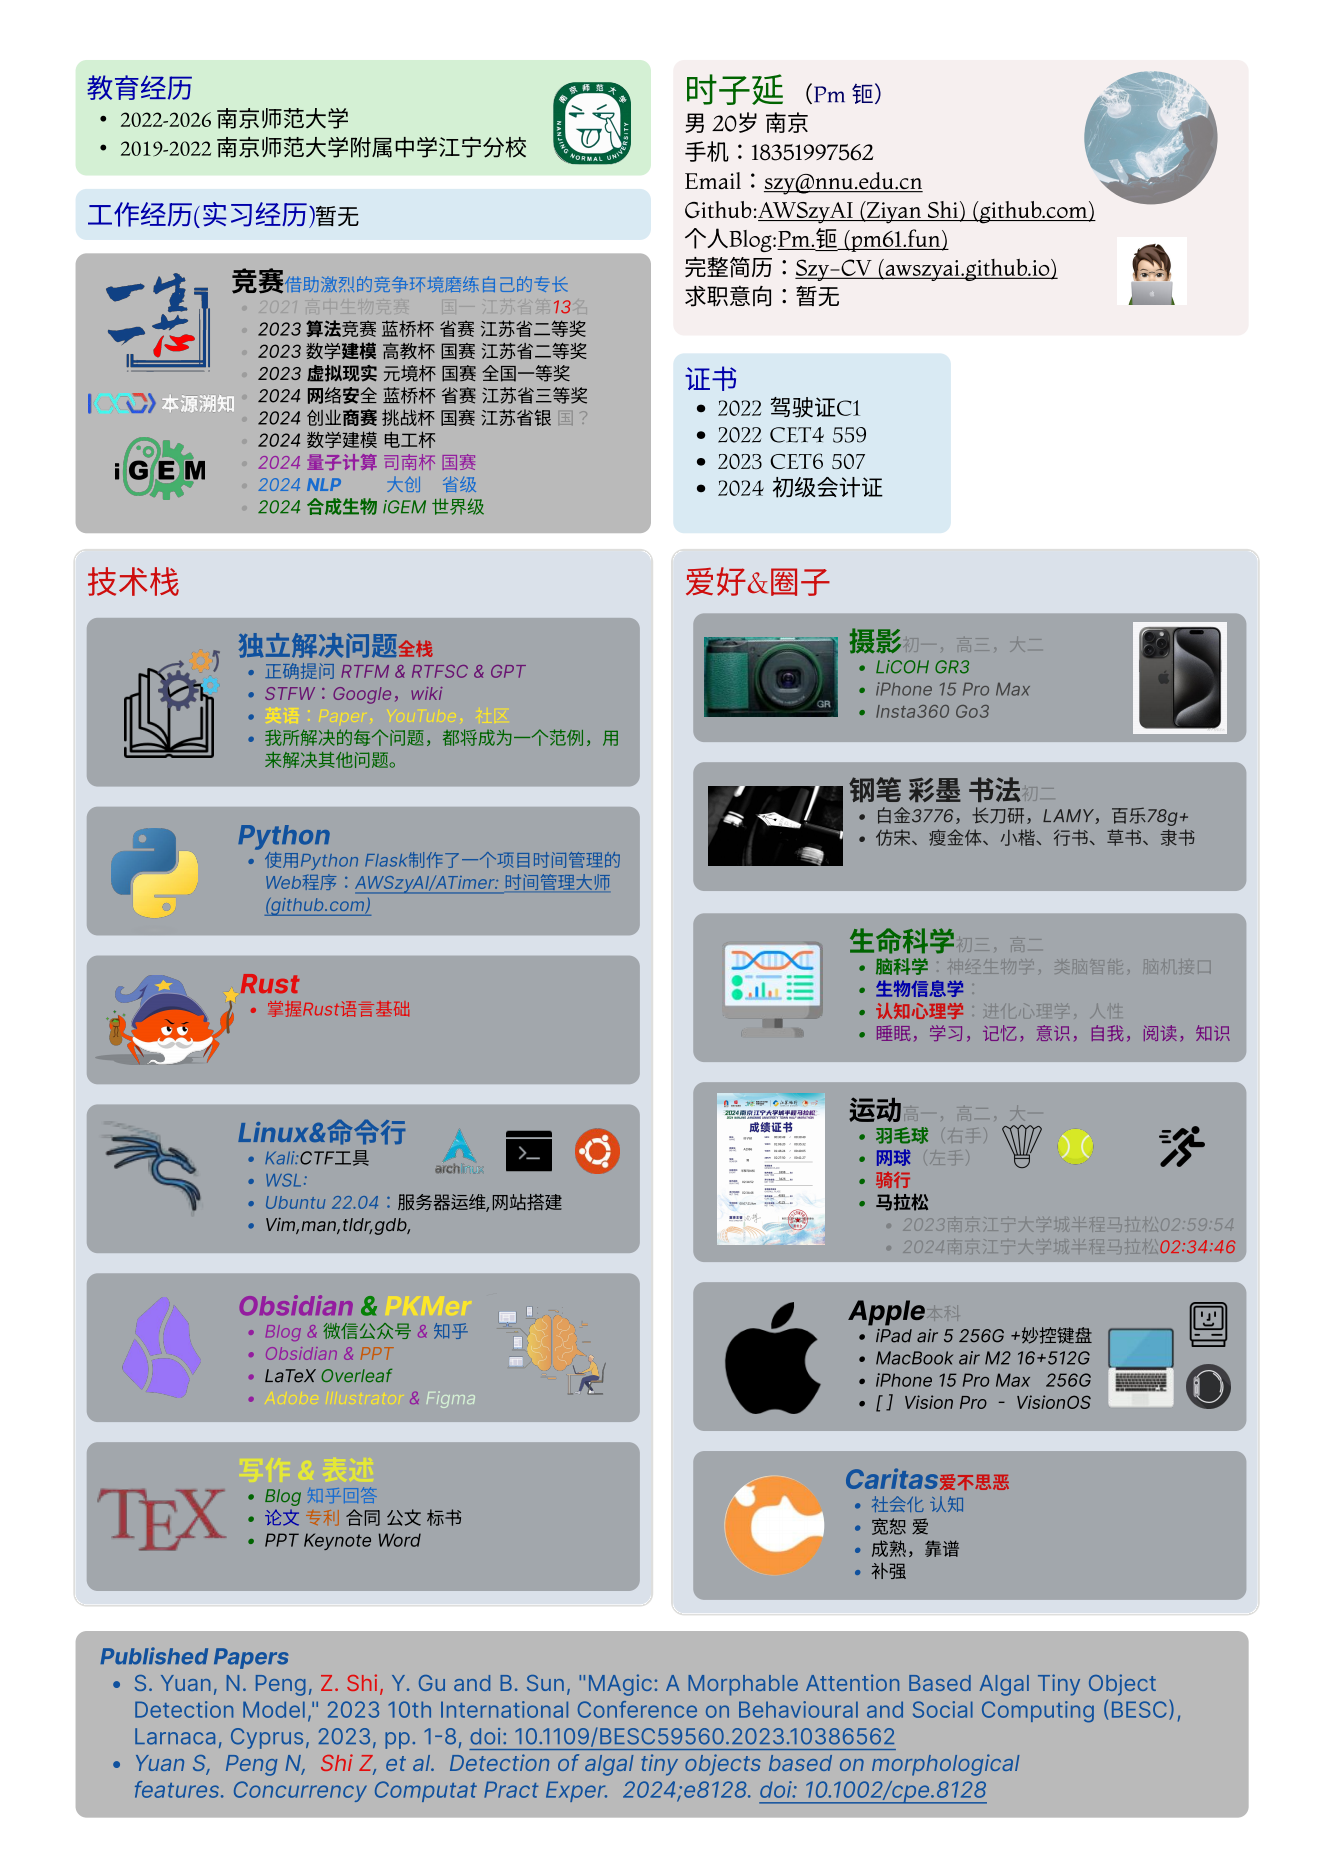 教育经历
• 2022-2026 南京师范大学
• 2019-2022 南京师范大学附属中学江宁分校
南京师范大学
NANJING NORMAL UNIVERSITY
工作经历(实习经历)暂无
时子延 （Pm 钷）
男 20岁 南京
手机：18351997562
Email：szy@nnu.edu.cn
Github:AWSzyAI (Ziyan Shi) (github.com)
个人Blog:Pm.钷 (pm61.fun)
完整简历：Szy-CV (awszyai.github.io)
求职意向：暂无
一生一芯
本源溯知
iGEM
竞赛借助激烈的竞争环境磨练自己的专长
• 2021 高中生物竞赛 国一 江苏省第13名
• 2023 算法竞赛 蓝桥杯 省赛 江苏省二等奖
• 2023 数学建模 高教杯 国赛 江苏省二等奖
• 2023 虚拟现实 元境杯 国赛 全国一等奖
• 2024 网络安全 蓝桥杯 省赛 江苏省三等奖
• 2024 创业商赛 挑战杯 国赛 江苏省银 国？
• 2024 数学建模 电工杯
• 2024 量子计算 司南杯 国赛
• 2024 NLP 大创 省级
• 2024 合成生物 iGEM 世界级
证书
• 2022 驾驶证C1
• 2022 CET4 559
• 2023 CET6 507
• 2024 初级会计证
技术栈
独立解决问题全栈
• 正确提问 RTFM & RTFSC & GPT
• STFW：Google，wiki
• 英语：Paper，YouTube，社区
• 我所解决的每个问题，都将成为一个范例，用
来解决其他问题。
Python
• 使用Python Flask制作了一个项目时间管理的
Web程序：AWSzyAI/ATimer: 时间管理大师
(github.com)
Rust
• 掌握Rust语言基础
Linux&命令行
• Kali:CTF工具
• WSL:
• Ubuntu 22.04：服务器运维,网站搭建
• Vim,man,tldr,gdb,
archlinux
Obsidian & PKMer
• Blog & 微信公众号 & 知乎
• Obsidian & PPT
• LaTeX Overleaf
• Adobe Illustrator & Figma
TEX
写作 & 表述
• Blog 知乎回答
• 论文 专利 合同 公文 标书
• PPT Keynote Word
爱好&圈子
GR
摄影初一，高三，大二
• LiCOH GR3
• iPhone 15 Pro Max
• Insta360 Go3
钢笔 彩墨 书法初二
• 白金3776，长刀研，LAMY，百乐78g+
• 仿宋、瘦金体、小楷、行书、草书、隶书
生命科学初三，高二
• 脑科学：神经生物学，类脑智能，脑机接口
• 生物信息学：
• 认知心理学：进化心理学，人性
• 睡眠，学习，记忆，意识，自我，阅读，知识
2024南京江宁大学城半程马拉松
成绩证书
运动高一，高二，大一
• 羽毛球（右手）
• 网球（左手）
• 骑行
• 马拉松
• 2023南京江宁大学城半程马拉松02:59:54
• 2024南京江宁大学城半程马拉松02:34:46
Apple本科
• iPad air 5 256G +妙控键盘
• MacBook air M2 16+512G
• iPhone 15 Pro Max 256G
• [ ] Vision Pro - VisionOS
Caritas爱不思恶
• 社会化 认知
• 宽恕 爱
• 成熟，靠谱
• 补强
Published Papers
• S. Yuan, N. Peng, Z. Shi, Y. Gu and B. Sun, "MAgic: A Morphable Attention Based Algal Tiny Object
Detection Model," 2023 10th International Conference on Behavioural and Social Computing (BESC),
Larnaca, Cyprus, 2023, pp. 1-8, doi: 10.1109/BESC59560.2023.10386562
• Yuan S, Peng N, Shi Z, et al. Detection of algal tiny objects based on morphological
features. Concurrency Computat Pract Exper. 2024;e8128. doi: 10.1002/cpe.8128